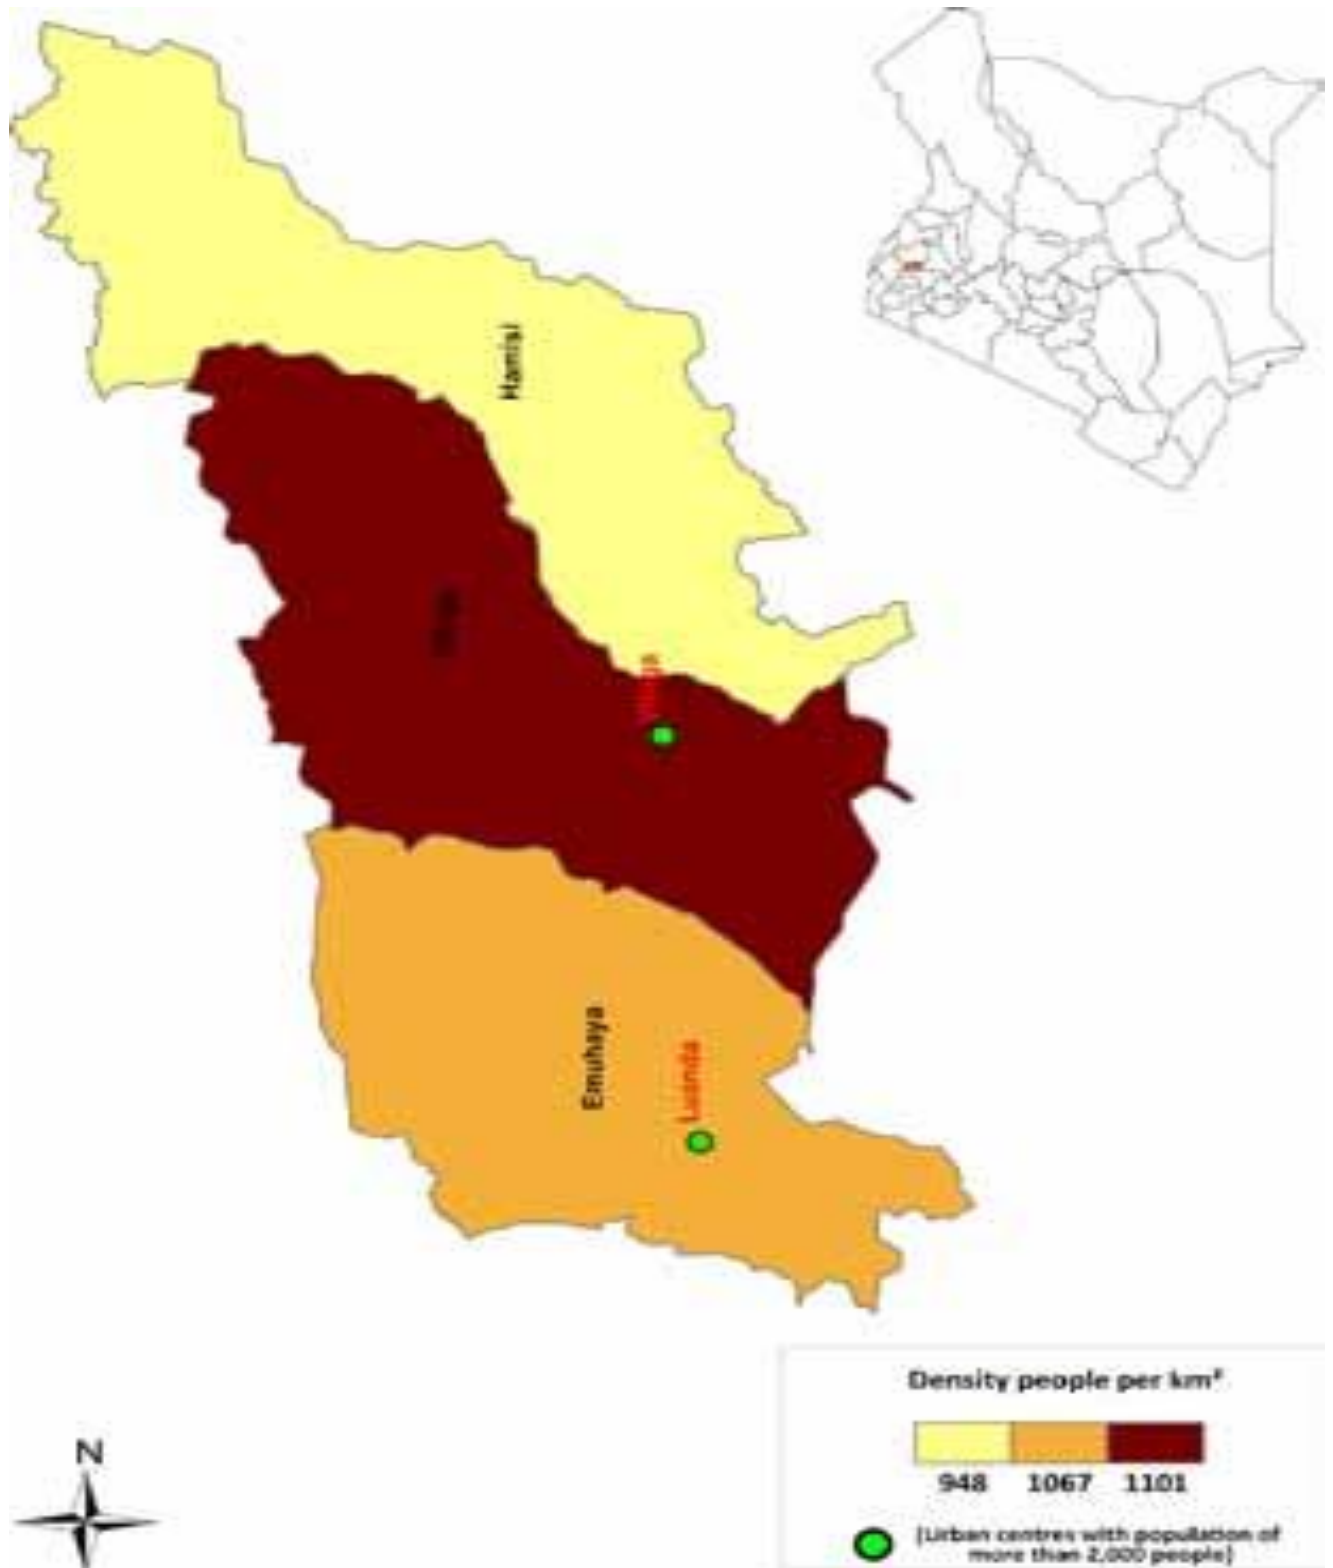 Hamisi
Emuhaya
Luanda
Density people per km²
948 1067 1101
(Urban centres with population of
more than 2,000 people)
N